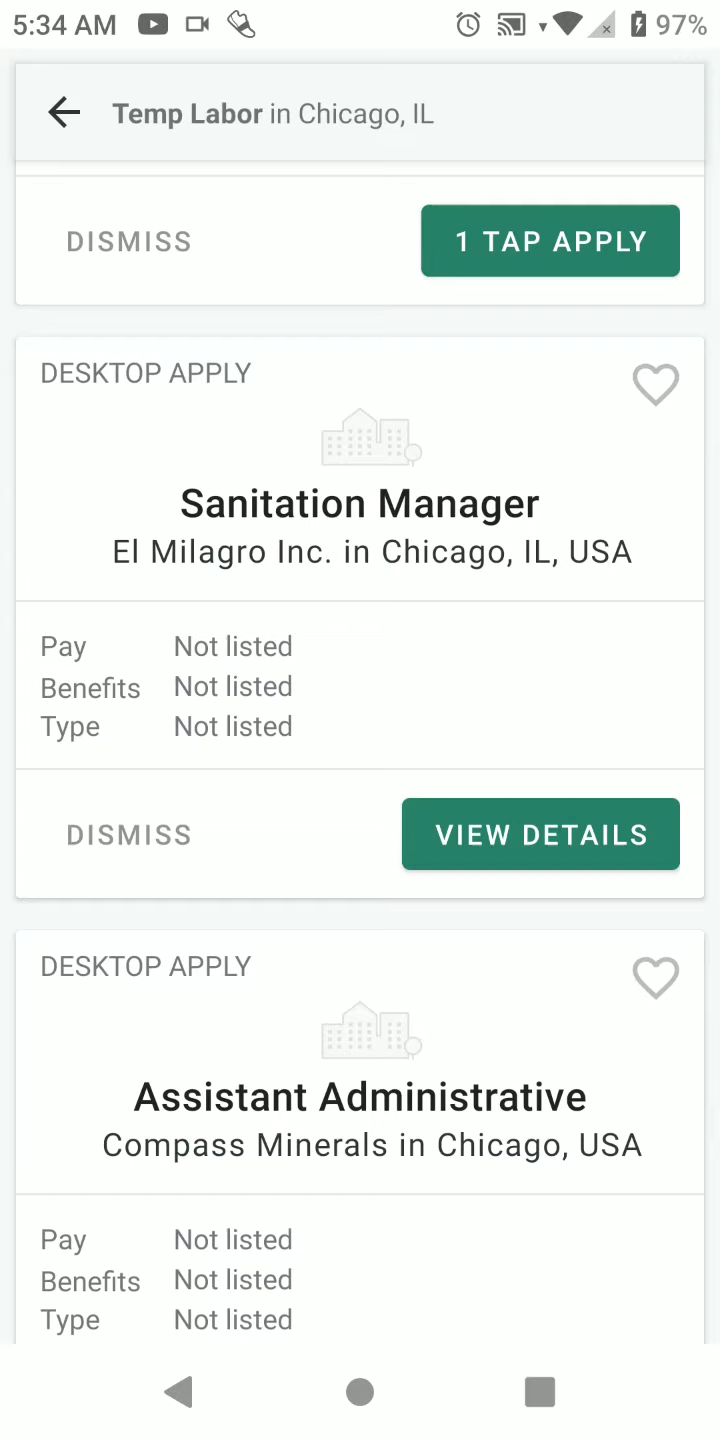 5:34 AM 97%
Temp Labor in Chicago, IL
DISMISS 1 TAP APPLY
DESKTOP APPLY
Sanitation Manager
El Milagro Inc. in Chicago, IL, USA
Pay Not listed
Benefits Not listed
Type Not listed
DISMISS VIEW DETAILS
DESKTOP APPLY
Assistant Administrative
Compass Minerals in Chicago, USA
Pay Not listed
Benefits Not listed
Type Not listed